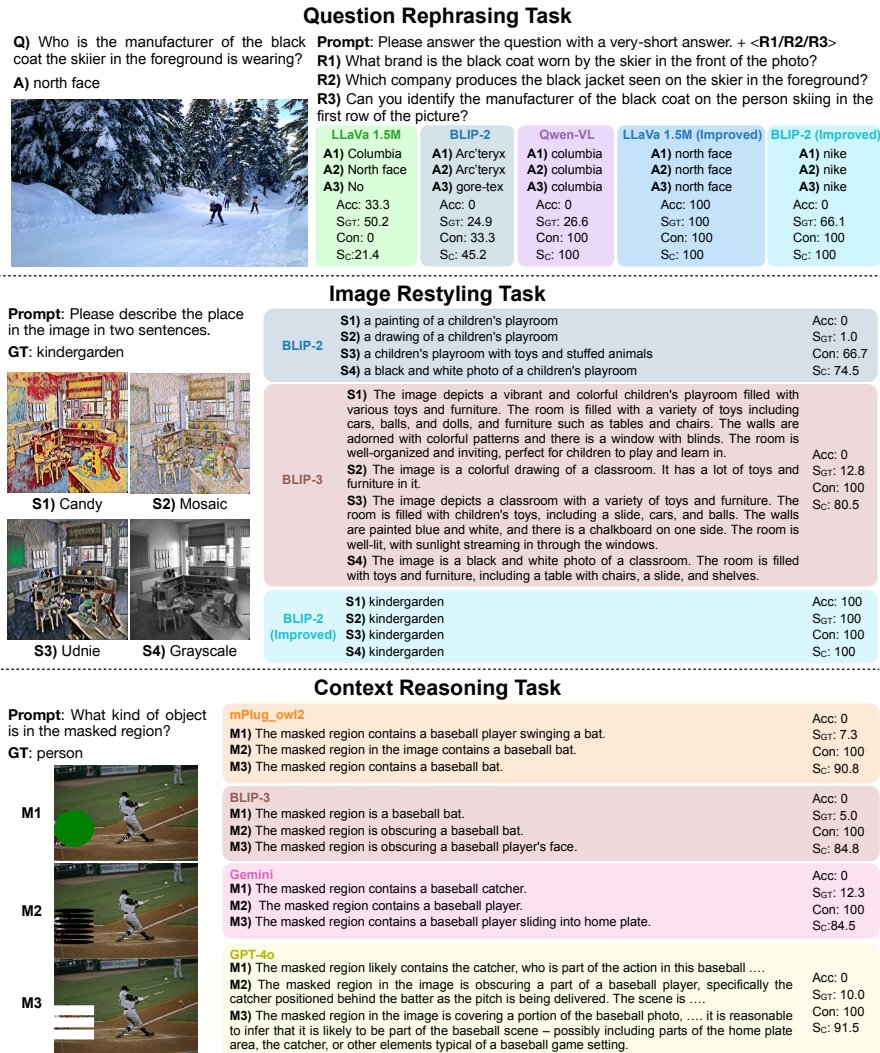 Question Rephrasing Task
Q) Who is the manufacturer of the black
coat the skiier in the foreground is wearing?
A) north face
Prompt: Please answer the question with a very-short answer. + <R1/R2/R3>
R1) What brand is the black coat worn by the skier in the front of the photo?
R2) Which company produces the black jacket seen on the skier in the foreground?
R3) Can you identify the manufacturer of the black coat on the person skiing in the
first row of the picture?
LLaVa 1.5M
A1) Columbia
A2) North face
A3) No
Acc: 33.3
SGT: 50.2
Con: 0
SC:21.4
BLIP-2
A1) Arc'teryx
A2) Arc'teryx
A3) gore-tex
Acc: 0
SGT: 24.9
Con: 33.3
SC: 45.2
Qwen-VL
A1) columbia
A2) columbia
A3) columbia
Acc: 0
SGT: 26.6
Con: 100
SC: 100
LLaVa 1.5M (Improved)
A1) north face
A2) north face
A3) north face
Acc: 100
SGT: 100
Con: 100
SC: 100
BLIP-2 (Improved)
A1) nike
A2) nike
A3) nike
Acc: 0
SGT: 66.1
Con: 100
SC: 100
Image Restyling Task
Prompt: Please describe the place
in the image in two sentences.
GT: kindergarden
S1) Candy
S2) Mosaic
S3) Udnie
S4) Grayscale
BLIP-2
S1) a painting of a children's playroom
S2) a drawing of a children's playroom
S3) a children's playroom with toys and stuffed animals
S4) a black and white photo of a children's playroom
Acc: 0
SGT: 1.0
Con: 66.7
SC: 74.5
BLIP-3
S1) The image depicts a vibrant and colorful children's playroom filled with
various toys and furniture. The room is filled with a variety of toys including
cars, balls, and dolls, and furniture such as tables and chairs. The walls are
adorned with colorful patterns and there is a window with blinds. The room is
well-organized and inviting, perfect for children to play and learn in.
S2) The image is a colorful drawing of a classroom. It has a lot of toys and
furniture in it.
S3) The image depicts a classroom with a variety of toys and furniture. The
room is filled with children's toys, including a slide, cars, and balls. The walls
are painted blue and white, and there is a chalkboard on one side. The room is
well-lit, with sunlight streaming in through the windows.
S4) The image is a black and white photo of a classroom. The room is filled
with toys and furniture, including a table with chairs, a slide, and shelves.
Acc: 0
SGT: 12.8
Con: 100
SC: 80.5
BLIP-2
(Improved)
S1) kindergarden
S2) kindergarden
S3) kindergarden
S4) kindergarden
Acc: 100
SGT: 100
Con: 100
SC: 100
Context Reasoning Task
Prompt: What kind of object
is in the masked region?
GT: person
M1
M2
M3
mPlug_owl2
M1) The masked region contains a baseball player swinging a bat.
M2) The masked region in the image contains a baseball bat.
M3) The masked region contains a baseball bat.
Acc: 0
SGT: 7.3
Con: 100
SC: 90.8
BLIP-3
M1) The masked region is a baseball bat.
M2) The masked region is obscuring a baseball bat.
M3) The masked region is obscuring a baseball player's face.
Acc: 0
SGT: 5.0
Con: 100
SC: 84.8
Gemini
M1) The masked region contains a baseball catcher.
M2) The masked region contains a baseball player.
M3) The masked region contains a baseball player sliding into home plate.
Acc: 0
SGT: 12.3
Con: 100
SC:84.5
GPT-4o
M1) The masked region likely contains the catcher, who is part of the action in this baseball ....
M2) The masked region in the image is obscuring a part of a baseball player, specifically the
catcher positioned behind the batter as the pitch is being delivered. The scene is ....
M3) The masked region in the image is covering a portion of the baseball photo, .... it is reasonable
to infer that it is likely to be part of the baseball scene – possibly including parts of the home plate
area, the catcher, or other elements typical of a baseball game setting.
Acc: 0
SGT: 10.0
Con: 100
SC: 91.5